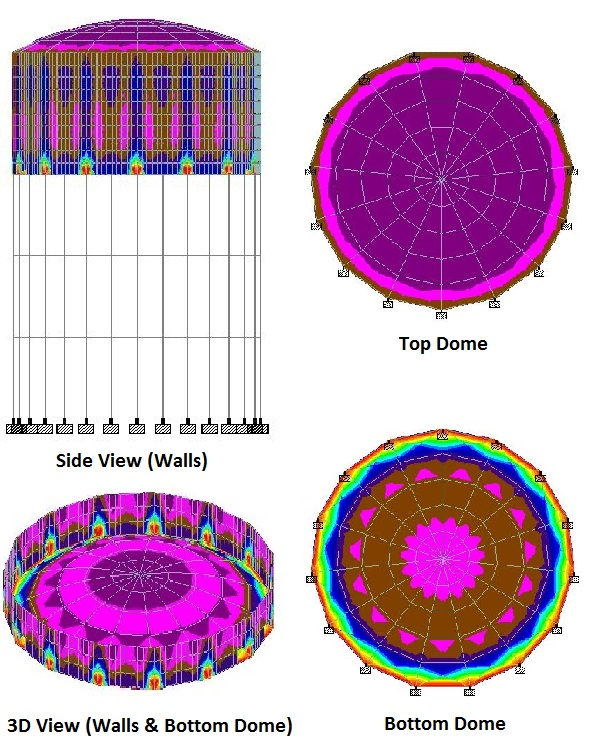 Top Dome
Side View (Walls)
3D View (Walls & Bottom Dome)
Bottom Dome